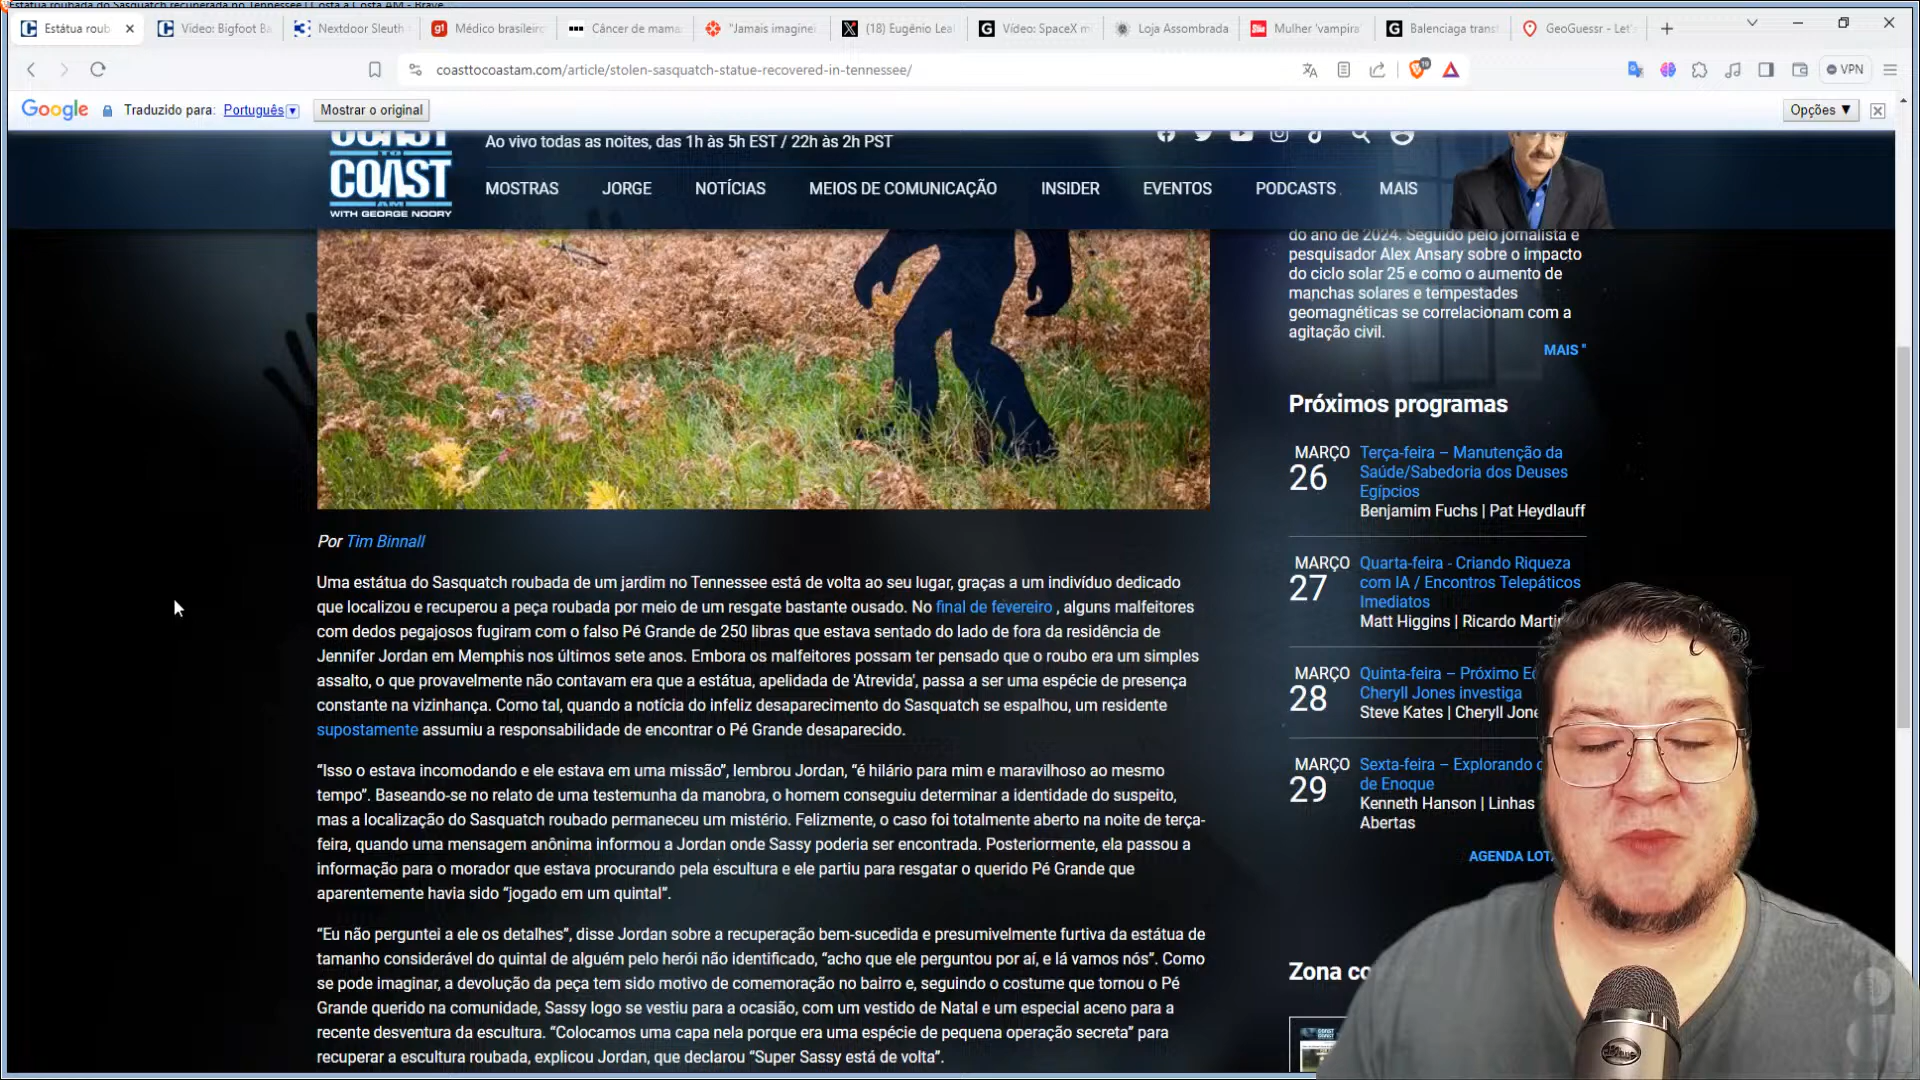 Estátua roubada do Sasquatch recuperada no Tennessee | Costa a Costa AM - Brave
Estátua roub
Vídeo: Bigfoot Ba
Nextdoor Sleuth
Médico brasileiro
Câncer de mama
"Jamais imaginei
(18) Eugênio Leal
Vídeo: SpaceX m
Loja Assombrada
Mulher 'vampira'
Balenciaga trans
GeoGuessr - Let's
coasttocoastam.com/article/stolen-sasquatch-statue-recovered-in-tennessee/
19
VPN
Google Traduzido para: Português Mostrar o original Opções ▼
COAST
TO
COAST
AM
WITH GEORGE NOORY
Ao vivo todas as noites, das 1h às 5h EST / 22h às 2h PST
MOSTRAS JORGE NOTÍCIAS MEIOS DE COMUNICAÇÃO INSIDER EVENTOS PODCASTS MAIS
Por Tim Binnall
Uma estátua do Sasquatch roubada de um jardim no Tennessee está de volta ao seu lugar, graças a um indivíduo dedicado
que localizou e recuperou a peça roubada por meio de um resgate bastante ousado. No final de fevereiro , alguns malfeitores
com dedos pegajosos fugiram com o falso Pé Grande de 250 libras que estava sentado do lado de fora da residência de
Jennifer Jordan em Memphis nos últimos sete anos. Embora os malfeitores possam ter pensado que o roubo era um simples
assalto, o que provavelmente não contavam era que a estátua, apelidada de 'Atrevida', passa a ser uma espécie de presença
constante na vizinhança. Como tal, quando a notícia do infeliz desaparecimento do Sasquatch se espalhou, um residente
supostamente assumiu a responsabilidade de encontrar o Pé Grande desaparecido.
“Isso o estava incomodando e ele estava em uma missão”, lembrou Jordan, “é hilário para mim e maravilhoso ao mesmo
tempo”. Baseando-se no relato de uma testemunha da manobra, o homem conseguiu determinar a identidade do suspeito,
mas a localização do Sasquatch roubado permaneceu um mistério. Felizmente, o caso foi totalmente aberto na noite de terça-
feira, quando uma mensagem anônima informou a Jordan onde Sassy poderia ser encontrada. Posteriormente, ela passou a
informação para o morador que estava procurando pela escultura e ele partiu para resgatar o querido Pé Grande que
aparentemente havia sido “jogado em um quintal”.
“Eu não perguntei a ele os detalhes”, disse Jordan sobre a recuperação bem-sucedida e presumivelmente furtiva da estátua de
tamanho considerável do quintal de alguém pelo herói não identificado, “acho que ele perguntou por aí, e lá vamos nós”. Como
se pode imaginar, a devolução da peça tem sido motivo de comemoração no bairro e, seguindo o costume que tornou o Pé
Grande querido na comunidade, Sassy logo se vestiu para a ocasião, com um vestido de Natal e um especial aceno para a
recente desventura da escultura. “Colocamos uma capa nela porque era uma espécie de pequena operação secreta” para
recuperar a escultura roubada, explicou Jordan, que declarou “Super Sassy está de volta”.
do ano de 2024. Seguido pelo jornalista e
pesquisador Alex Ansary sobre o impacto
do ciclo solar 25 e como o aumento de
manchas solares e tempestades
geomagnéticas se correlacionam com a
agitação civil.
MAIS "
Próximos programas
MARÇO
26
Terça-feira – Manutenção da
Saúde/Sabedoria dos Deuses
Egípcios
Benjamim Fuchs | Pat Heydlauff
MARÇO
27
Quarta-feira - Criando Riqueza
com IA / Encontros Telepáticos
Imediatos
Matt Higgins | Ricardo Marti
MARÇO
28
Quinta-feira – Próximo Ec
Cheryll Jones investiga
Steve Kates | Cheryll Jone
MARÇO
29
Sexta-feira – Explorando o
de Enoque
Kenneth Hanson | Linhas
Abertas
AGENDA LOTA
Zona co